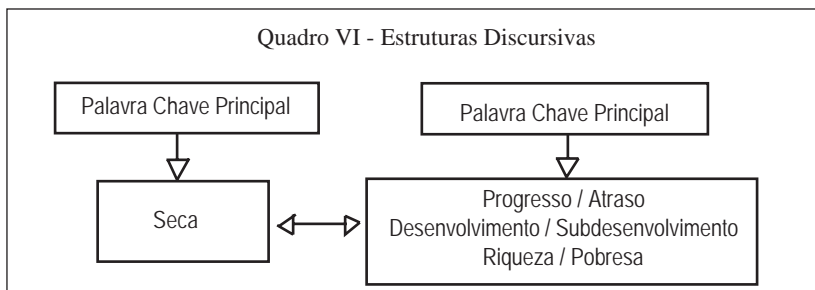 Quadro VI - Estruturas Discursivas
Palavra Chave Principal
Palavra Chave Principal
Seca
Progresso / Atraso
Desenvolvimento / Subdesenvolvimento
Riqueza / Pobresa